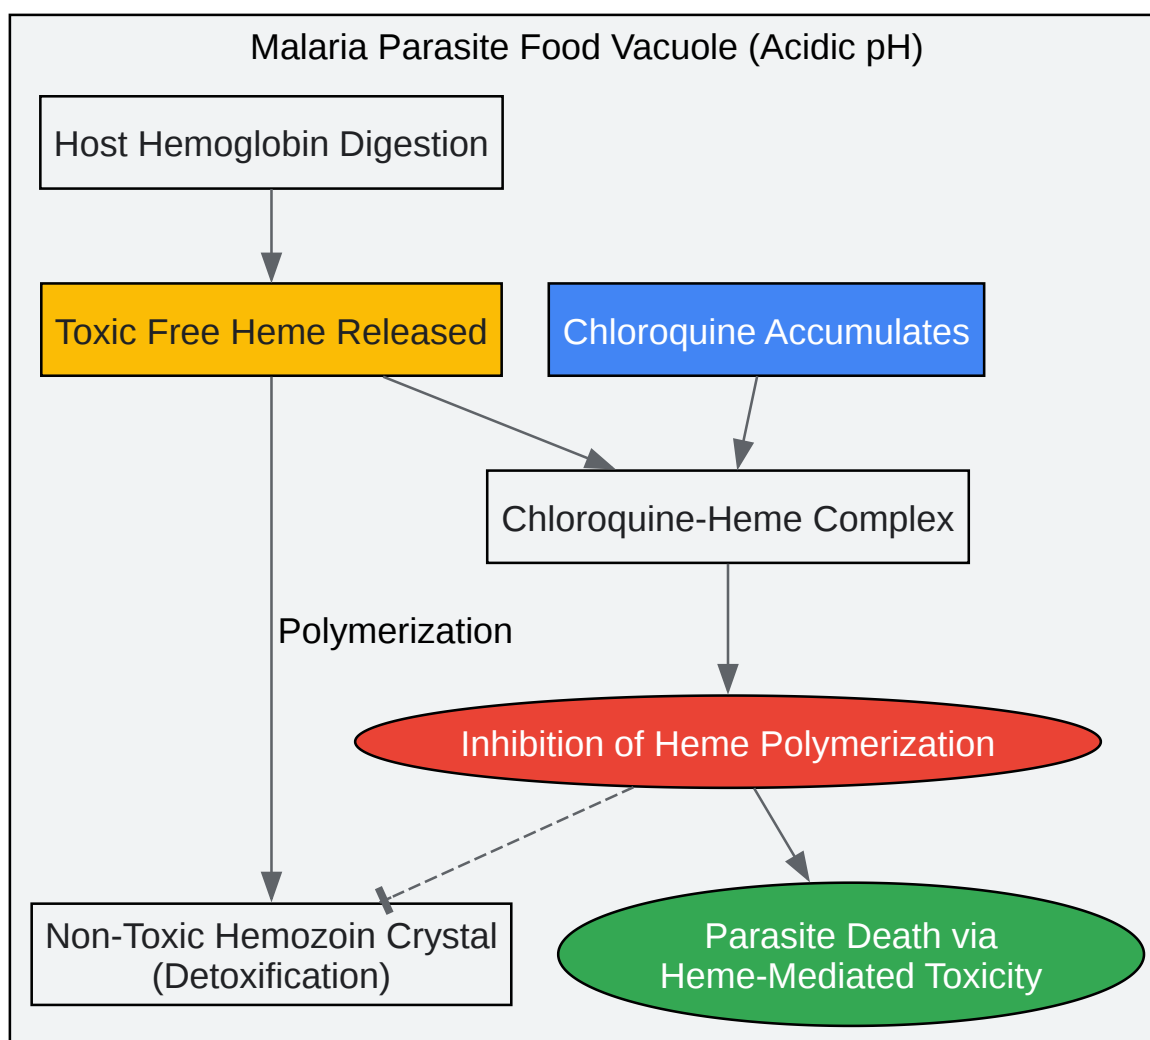 Malaria Parasite Food Vacuole (Acidic pH)
Host Hemoglobin Digestion
Toxic Free Heme Released
Chloroquine Accumulates
Chloroquine-Heme Complex
Polymerization
Inhibition of Heme Polymerization
Non-Toxic Hemozoin Crystal
(Detoxification)
Parasite Death via
Heme-Mediated Toxicity